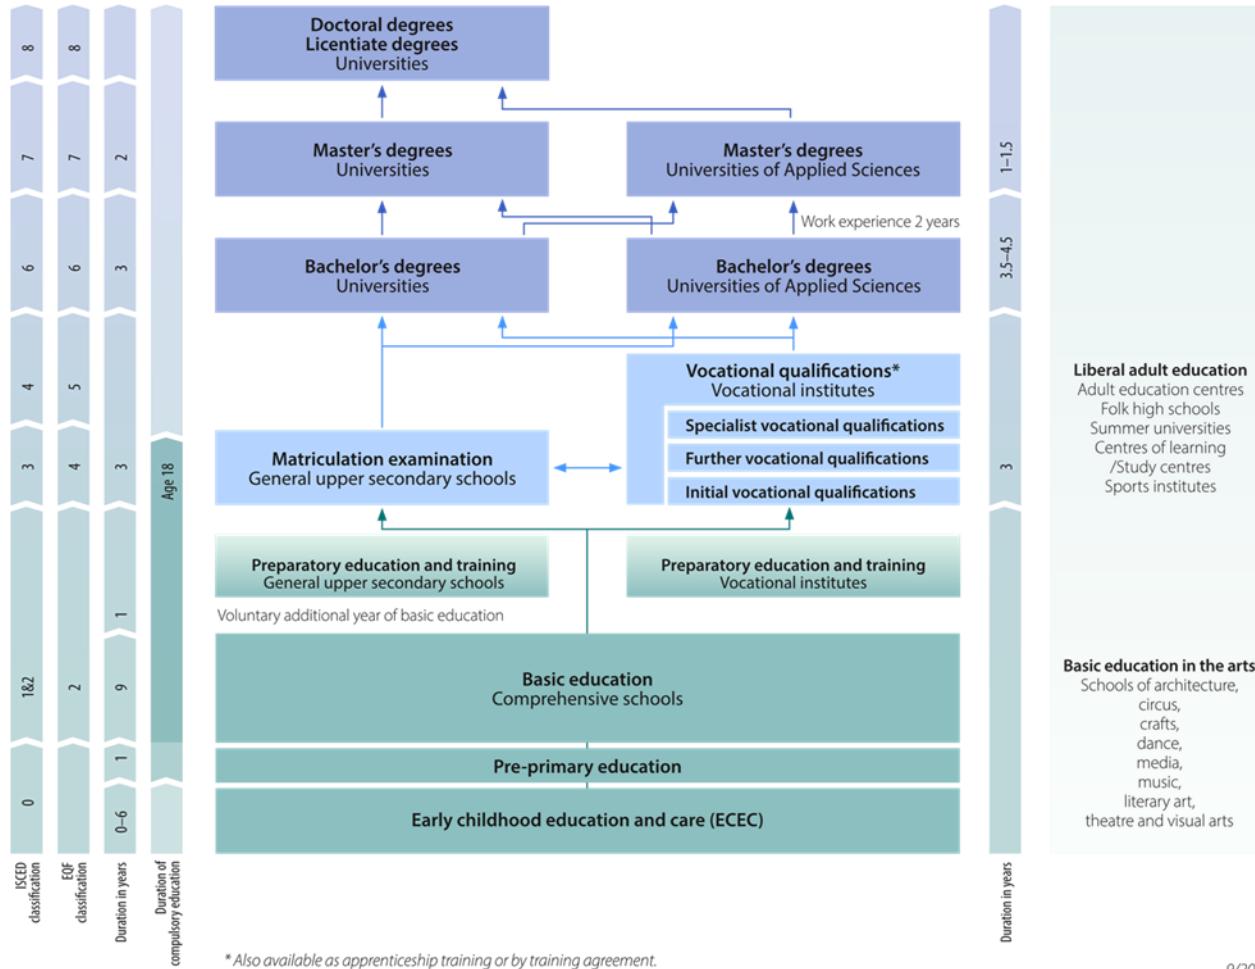 Doctoral degrees
Licentiate degrees
Universities
Master's degrees
Universities
Master's degrees
Universities of Applied Sciences
Work experience 2 years
Bachelor's degrees
Universities
Bachelor's degrees
Universities of Applied Sciences
Vocational qualifications*
Vocational institutes
Specialist vocational qualifications
Further vocational qualifications
Initial vocational qualifications
Matriculation examination
General upper secondary schools
Preparatory education and training
General upper secondary schools
Preparatory education and training
Vocational institutes
Voluntary additional year of basic education
Basic education
Comprehensive schools
Pre-primary education
Early childhood education and care (ECEC)
8
7
6
4
3
1&2
0
ISCED
classification
8
7
6
5
4
2
EQF
classification
2
3
3
1
9
1
0–6
Duration in years
Age 18
Duration of
compulsory education
1–1.5
3.5–4.5
3
Duration in years
Liberal adult education
Adult education centres
Folk high schools
Summer universities
Centres of learning
/Study centres
Sports institutes
Basic education in the arts
Schools of architecture,
circus,
crafts,
dance,
media,
music,
literary art,
theatre and visual arts
* Also available as apprenticeship training or by training agreement.